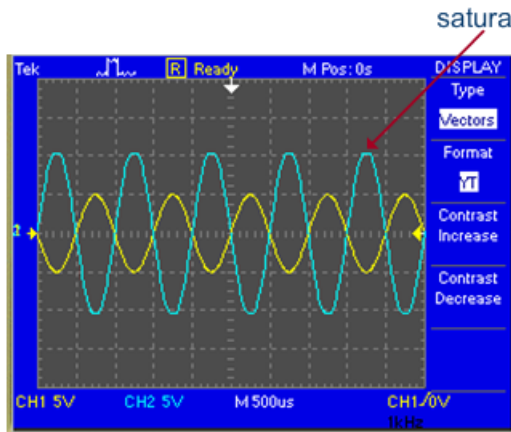 satura
Tek R Ready M Pos: 0s DISPLAY
Type
Vectors
Format
YT
Contrast
Increase
Contrast
Decrease
CH1 5V CH2 5V M 500us CH1 / 0V
1kHz